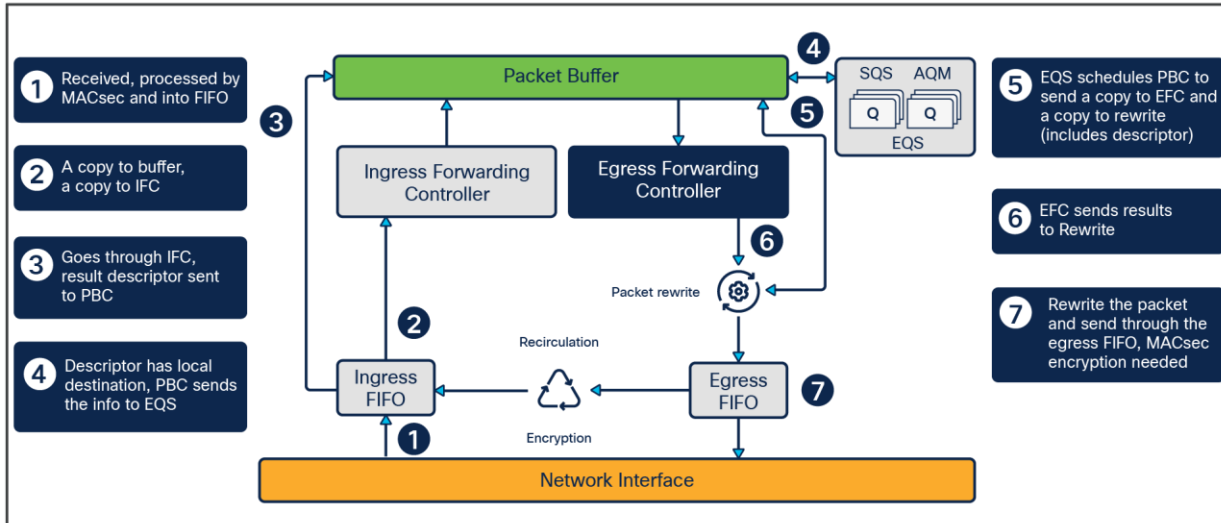 1
Received, processed by
MACsec and into FIFO
2
A copy to buffer,
a copy to IFC
3
Goes through IFC,
result descriptor sent
to PBC
4
Descriptor has local
destination, PBC sends
the info to EQS
Packet Buffer
4
SQS AQM
Q Q
EQS
3
5
Ingress Forwarding
Controller
Egress Forwarding
Controller
6
Packet rewrite
2
Recirculation
Ingress
FIFO
Egress
FIFO
7
Encryption
1
Network Interface
5
EQS schedules PBC to
send a copy to EFC and
a copy to rewrite
(includes descriptor)
6
EFC sends results
to Rewrite
7
Rewrite the packet
and send through the
egress FIFO, MACsec
encryption needed